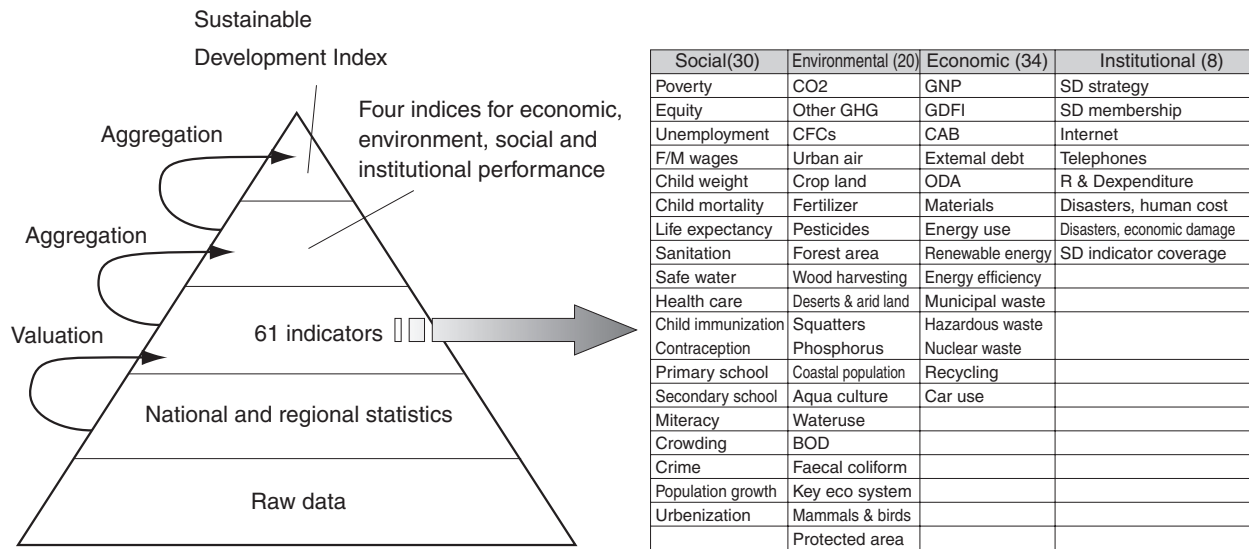 Sustainable
Development Index
Four indices for economic,
environment, social and
institutional performance
Aggregation
Aggregation
Valuation
61 indicators
National and regional statistics
Raw data
Social(30) Environmental (20) Economic (34) Institutional (8)
Poverty CO2 GNP SD strategy
Equity Other GHG GDFI SD membership
Unemployment CFCs CAB Internet
F/M wages Urban air External debt Telephones
Child weight Crop land ODA R & Dexpenditure
Child mortality Fertilizer Materials Disasters, human cost
Life expectancy Pesticides Energy use Disasters, economic damage
Sanitation Forest area Renewable energy SD indicator coverage
Safe water Wood harvesting Energy efficiency
Health care Deserts & arid land Municipal waste
Child immunization Squatters Hazardous waste
Contraception Phosphorus Nuclear waste
Primary school Coastal population Recycling
Secondary school Aqua culture Car use
Miteracy Wateruse
Crowding BOD
Crime Faecal coliform
Population growth Key eco system
Urbenization Mammals & birds
Protected area